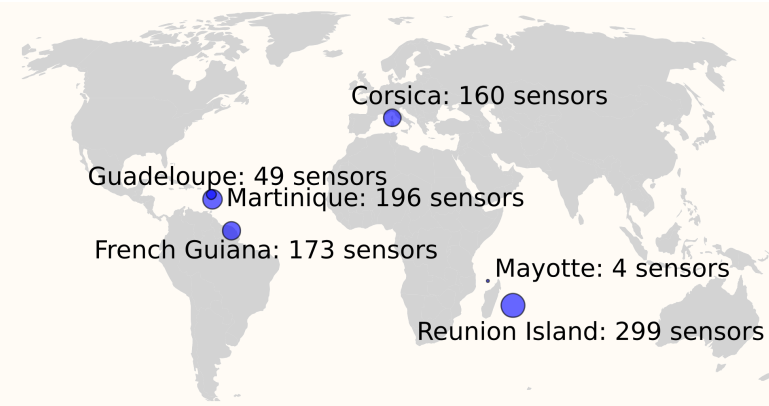 Corsica: 160 sensors
Guadeloupe: 49 sensors
Martinique: 196 sensors
French Guiana: 173 sensors
Mayotte: 4 sensors
Reunion Island: 299 sensors